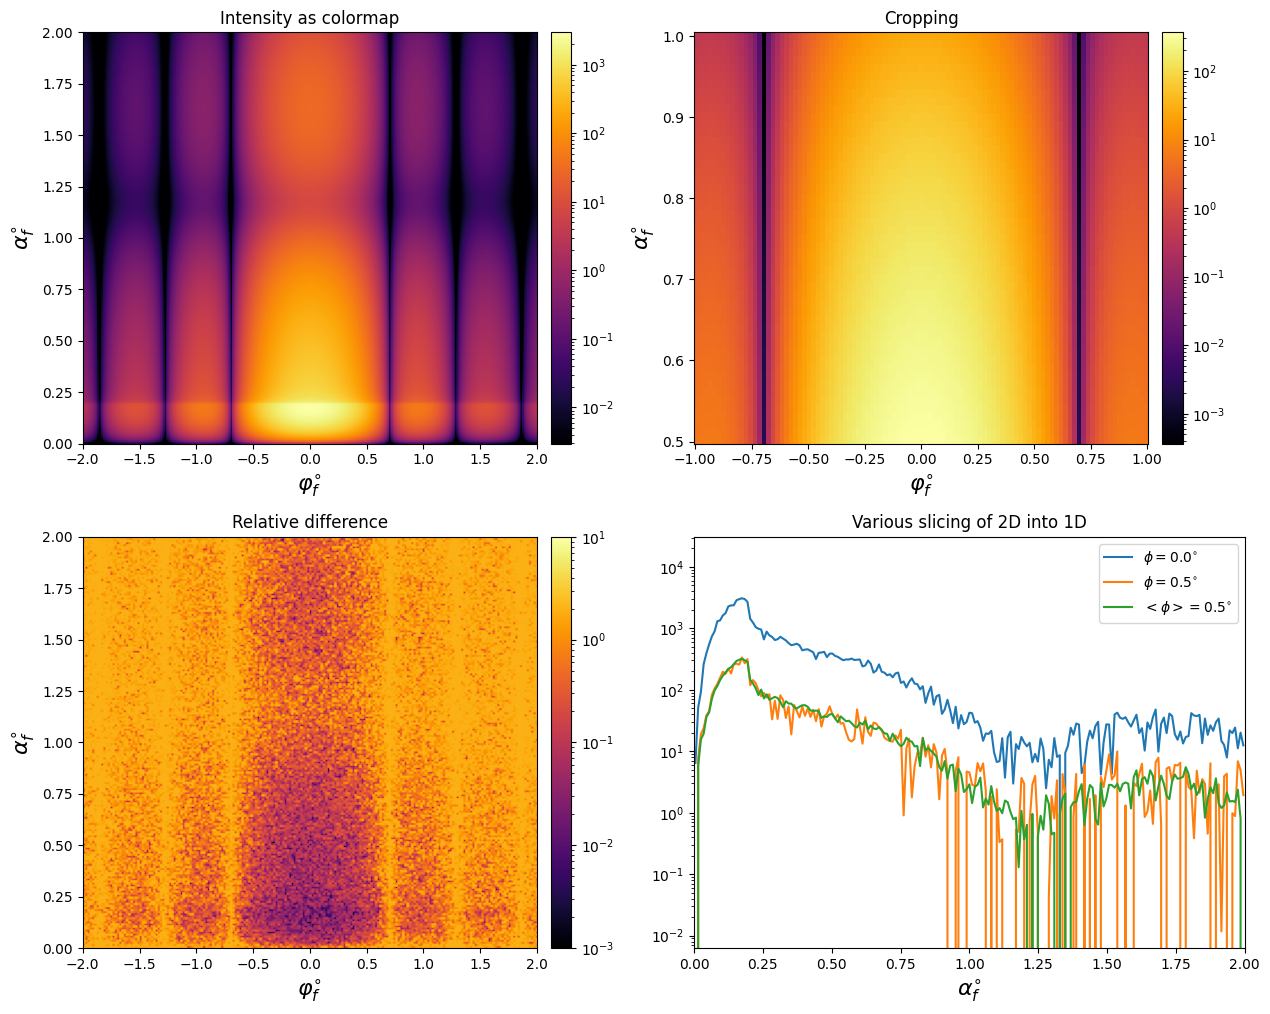 Intensity as colormap
2.00
1.75
1.50
1.25
1.00
0.75
0.50
0.25
0.00
α_f°
−2.0 −1.5 −1.0 −0.5 0.0 0.5 1.0 1.5 2.0
φ_f°
10³
10²
10¹
10⁰
10⁻¹
10⁻²
Cropping
1.0
0.9
0.8
0.7
0.6
0.5
α_f°
−1.00 −0.75 −0.50 −0.25 0.00 0.25 0.50 0.75 1.00
φ_f°
10²
10¹
10⁰
10⁻¹
10⁻²
10⁻³
Relative difference
2.00
1.75
1.50
1.25
1.00
0.75
0.50
0.25
0.00
α_f°
−2.0 −1.5 −1.0 −0.5 0.0 0.5 1.0 1.5 2.0
φ_f°
10¹
10⁰
10⁻¹
10⁻²
10⁻³
Various slicing of 2D into 1D
10⁴
10³
10²
10¹
10⁰
10⁻¹
10⁻²
ϕ = 0.0°
ϕ = 0.5°
< ϕ > = 0.5°
0.00 0.25 0.50 0.75 1.00 1.25 1.50 1.75 2.00
α_f°